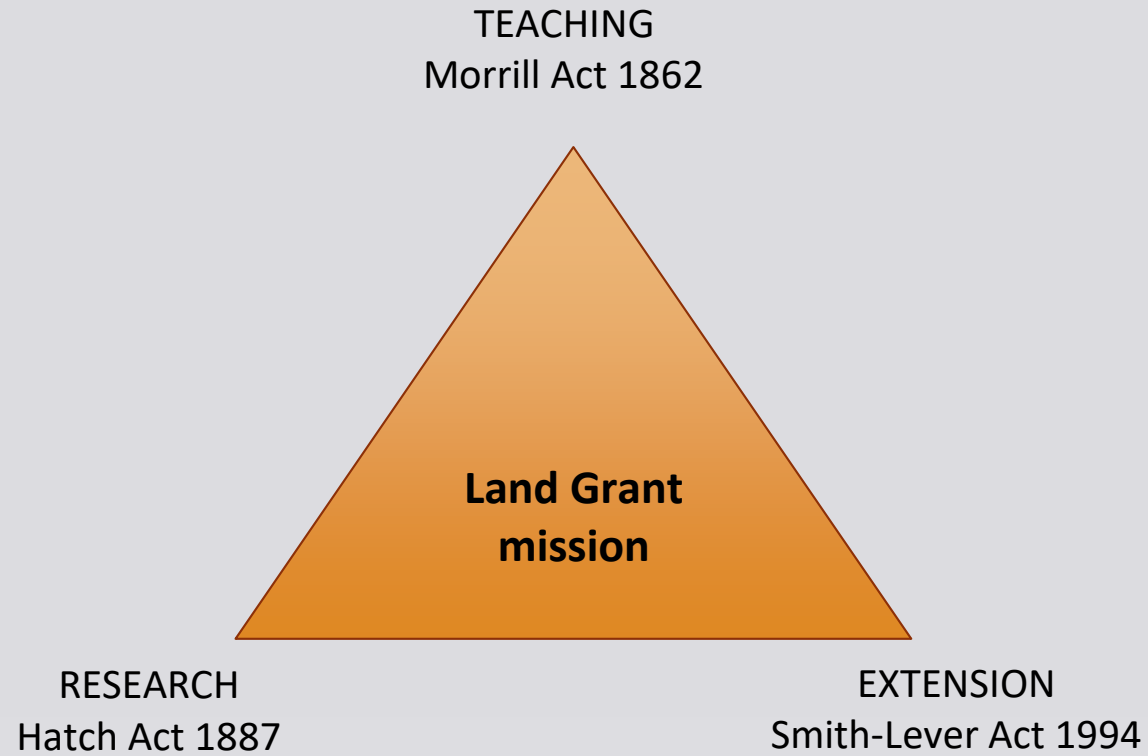 TEACHING
Morrill Act 1862
Land Grant
mission
RESEARCH
Hatch Act 1887
EXTENSION
Smith-Lever Act 1994